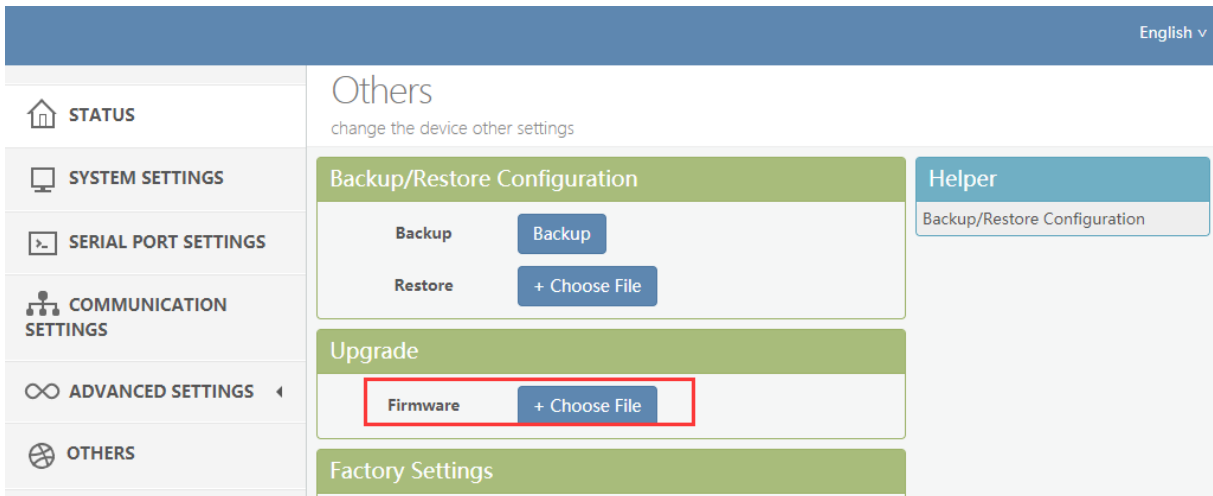 English v
STATUS
SYSTEM SETTINGS
SERIAL PORT SETTINGS
COMMUNICATION
SETTINGS
ADVANCED SETTINGS
OTHERS
Others
change the device other settings
Backup/Restore Configuration
Backup
Backup
Restore
+ Choose File
Upgrade
Firmware
+ Choose File
Factory Settings
Helper
Backup/Restore Configuration